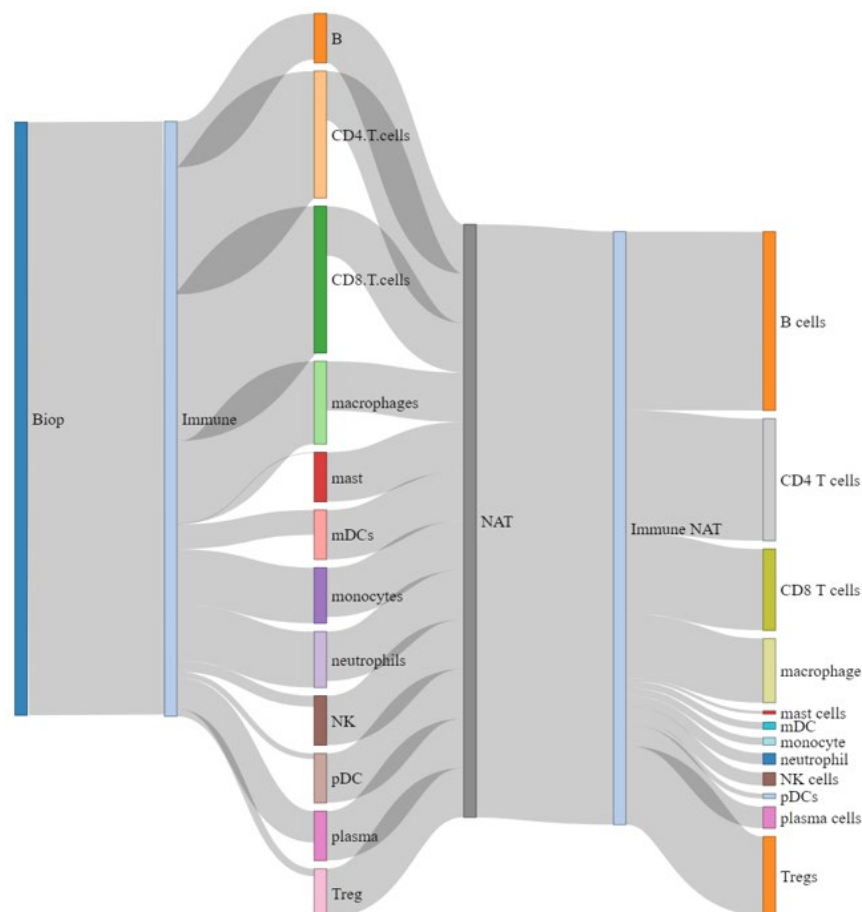 Biop
Immune
B
CD4.T.cells
CD8.T.cells
macrophages
mast
mDCs
monocytes
neutrophils
NK
pDC
plasma
Treg
NAT
Immune NAT
B cells
CD4 T cells
CD8 T cells
macrophage
mast cells
mDC
monocyte
neutrophil
NK cells
pDCs
plasma cells
Tregs